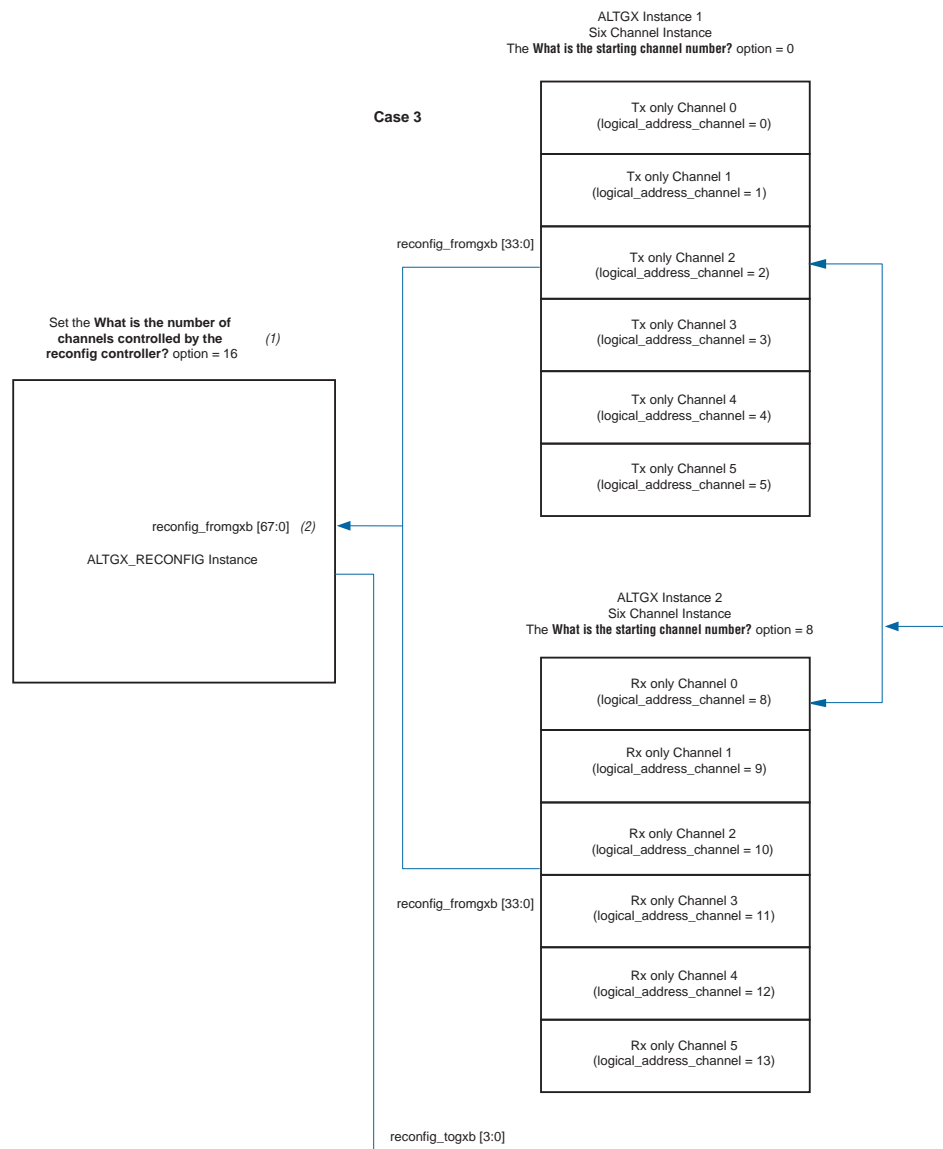 ALTGX Instance 1
Six Channel Instance
The What is the starting channel number? option = 0
Case 3
Tx only Channel 0
(logical_address_channel = 0)
Tx only Channel 1
(logical_address_channel = 1)
reconfig_fromgxb [33:0]
Tx only Channel 2
(logical_address_channel = 2)
Set the What is the number of
channels controlled by the
reconfig controller? option = 16
(1)
Tx only Channel 3
(logical_address_channel = 3)
Tx only Channel 4
(logical_address_channel = 4)
Tx only Channel 5
(logical_address_channel = 5)
reconfig_fromgxb [67:0] (2)
ALTGX_RECONFIG Instance
ALTGX Instance 2
Six Channel Instance
The What is the starting channel number? option = 8
Rx only Channel 0
(logical_address_channel = 8)
Rx only Channel 1
(logical_address_channel = 9)
Rx only Channel 2
(logical_address_channel = 10)
reconfig_fromgxb [33:0]
Rx only Channel 3
(logical_address_channel = 11)
Rx only Channel 4
(logical_address_channel = 12)
Rx only Channel 5
(logical_address_channel = 13)
reconfig_togxb [3:0]